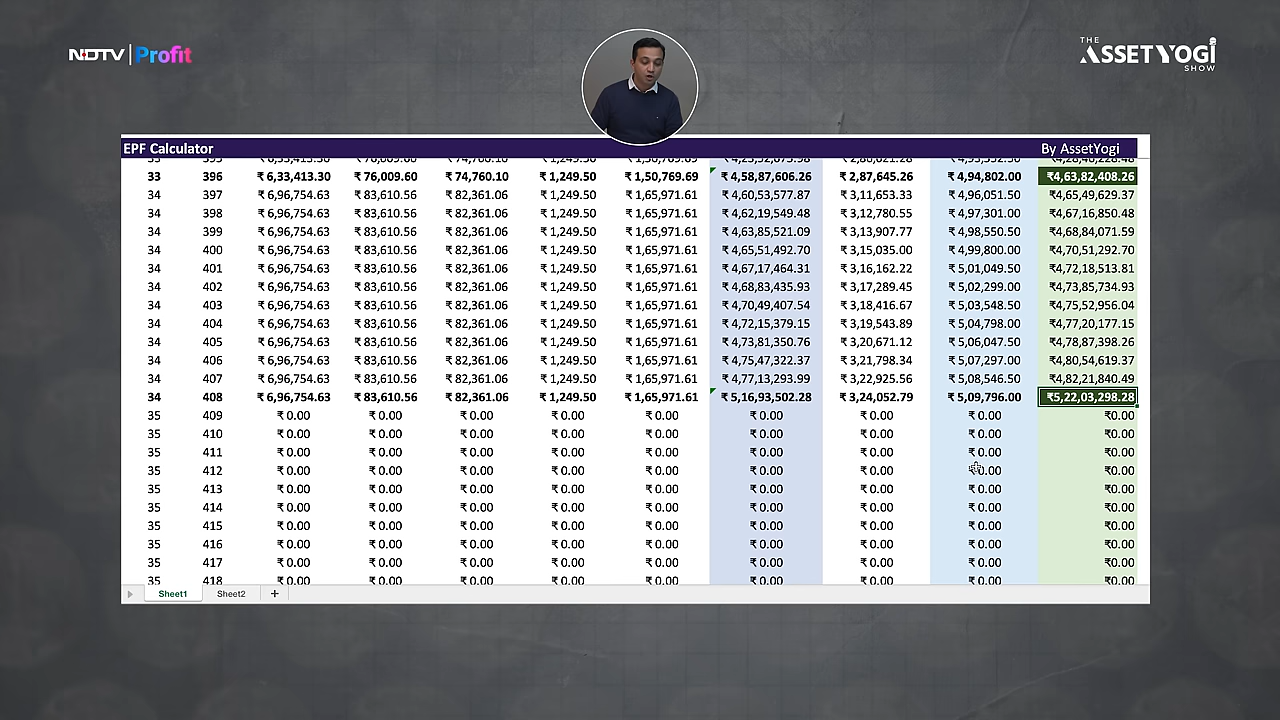 NDTV | Profit
THE
ASSETYOGI
SHOW
EPF Calculator By AssetYogi
33 396 ₹ 6,33,413.30 ₹ 76,009.60 ₹ 74,760.10 ₹ 1,249.50 ₹ 1,50,769.69 ₹ 4,58,87,606.26 ₹ 2,87,645.26 ₹ 4,94,802.00 ₹4,63,82,408.26
34 397 ₹ 6,96,754.63 ₹ 83,610.56 ₹ 82,361.06 ₹ 1,249.50 ₹ 1,65,971.61 ₹ 4,60,53,577.87 ₹ 3,11,653.33 ₹ 4,96,051.50 ₹4,65,49,629.37
34 398 ₹ 6,96,754.63 ₹ 83,610.56 ₹ 82,361.06 ₹ 1,249.50 ₹ 1,65,971.61 ₹ 4,62,19,549.48 ₹ 3,12,780.55 ₹ 4,97,301.00 ₹4,67,16,850.48
34 399 ₹ 6,96,754.63 ₹ 83,610.56 ₹ 82,361.06 ₹ 1,249.50 ₹ 1,65,971.61 ₹ 4,63,85,521.09 ₹ 3,13,907.77 ₹ 4,98,550.50 ₹4,68,84,071.59
34 400 ₹ 6,96,754.63 ₹ 83,610.56 ₹ 82,361.06 ₹ 1,249.50 ₹ 1,65,971.61 ₹ 4,65,51,492.70 ₹ 3,15,035.00 ₹ 4,99,800.00 ₹4,70,51,292.70
34 401 ₹ 6,96,754.63 ₹ 83,610.56 ₹ 82,361.06 ₹ 1,249.50 ₹ 1,65,971.61 ₹ 4,67,17,464.31 ₹ 3,16,162.22 ₹ 5,01,049.50 ₹4,72,18,513.81
34 402 ₹ 6,96,754.63 ₹ 83,610.56 ₹ 82,361.06 ₹ 1,249.50 ₹ 1,65,971.61 ₹ 4,68,83,435.93 ₹ 3,17,289.45 ₹ 5,02,299.00 ₹4,73,85,734.93
34 403 ₹ 6,96,754.63 ₹ 83,610.56 ₹ 82,361.06 ₹ 1,249.50 ₹ 1,65,971.61 ₹ 4,70,49,407.54 ₹ 3,18,416.67 ₹ 5,03,548.50 ₹4,75,52,956.04
34 404 ₹ 6,96,754.63 ₹ 83,610.56 ₹ 82,361.06 ₹ 1,249.50 ₹ 1,65,971.61 ₹ 4,72,15,379.15 ₹ 3,19,543.89 ₹ 5,04,798.00 ₹4,77,20,177.15
34 405 ₹ 6,96,754.63 ₹ 83,610.56 ₹ 82,361.06 ₹ 1,249.50 ₹ 1,65,971.61 ₹ 4,73,81,350.76 ₹ 3,20,671.12 ₹ 5,06,047.50 ₹4,78,87,398.26
34 406 ₹ 6,96,754.63 ₹ 83,610.56 ₹ 82,361.06 ₹ 1,249.50 ₹ 1,65,971.61 ₹ 4,75,47,322.37 ₹ 3,21,798.34 ₹ 5,07,297.00 ₹4,80,54,619.37
34 407 ₹ 6,96,754.63 ₹ 83,610.56 ₹ 82,361.06 ₹ 1,249.50 ₹ 1,65,971.61 ₹ 4,77,13,293.99 ₹ 3,22,925.56 ₹ 5,08,546.50 ₹4,82,21,840.49
34 408 ₹ 6,96,754.63 ₹ 83,610.56 ₹ 82,361.06 ₹ 1,249.50 ₹ 1,65,971.61 ₹ 5,16,93,502.28 ₹ 3,24,052.79 ₹ 5,09,796.00 ₹5,22,03,298.28
35 409 ₹ 0.00 ₹ 0.00 ₹ 0.00 ₹ 0.00 ₹ 0.00 ₹ 0.00 ₹ 0.00 ₹ 0.00 ₹0.00
35 410 ₹ 0.00 ₹ 0.00 ₹ 0.00 ₹ 0.00 ₹ 0.00 ₹ 0.00 ₹ 0.00 ₹ 0.00 ₹0.00
35 411 ₹ 0.00 ₹ 0.00 ₹ 0.00 ₹ 0.00 ₹ 0.00 ₹ 0.00 ₹ 0.00 ₹ 0.00 ₹0.00
35 412 ₹ 0.00 ₹ 0.00 ₹ 0.00 ₹ 0.00 ₹ 0.00 ₹ 0.00 ₹ 0.00 ₹ 0.00 ₹0.00
35 413 ₹ 0.00 ₹ 0.00 ₹ 0.00 ₹ 0.00 ₹ 0.00 ₹ 0.00 ₹ 0.00 ₹ 0.00 ₹0.00
35 414 ₹ 0.00 ₹ 0.00 ₹ 0.00 ₹ 0.00 ₹ 0.00 ₹ 0.00 ₹ 0.00 ₹ 0.00 ₹0.00
35 415 ₹ 0.00 ₹ 0.00 ₹ 0.00 ₹ 0.00 ₹ 0.00 ₹ 0.00 ₹ 0.00 ₹ 0.00 ₹0.00
35 416 ₹ 0.00 ₹ 0.00 ₹ 0.00 ₹ 0.00 ₹ 0.00 ₹ 0.00 ₹ 0.00 ₹ 0.00 ₹0.00
35 417 ₹ 0.00 ₹ 0.00 ₹ 0.00 ₹ 0.00 ₹ 0.00 ₹ 0.00 ₹ 0.00 ₹ 0.00 ₹0.00
35 418 ₹ 0.00 ₹ 0.00 ₹ 0.00 ₹ 0.00 ₹ 0.00 ₹ 0.00 ₹ 0.00 ₹ 0.00 ₹0.00
Sheet1 Sheet2 +